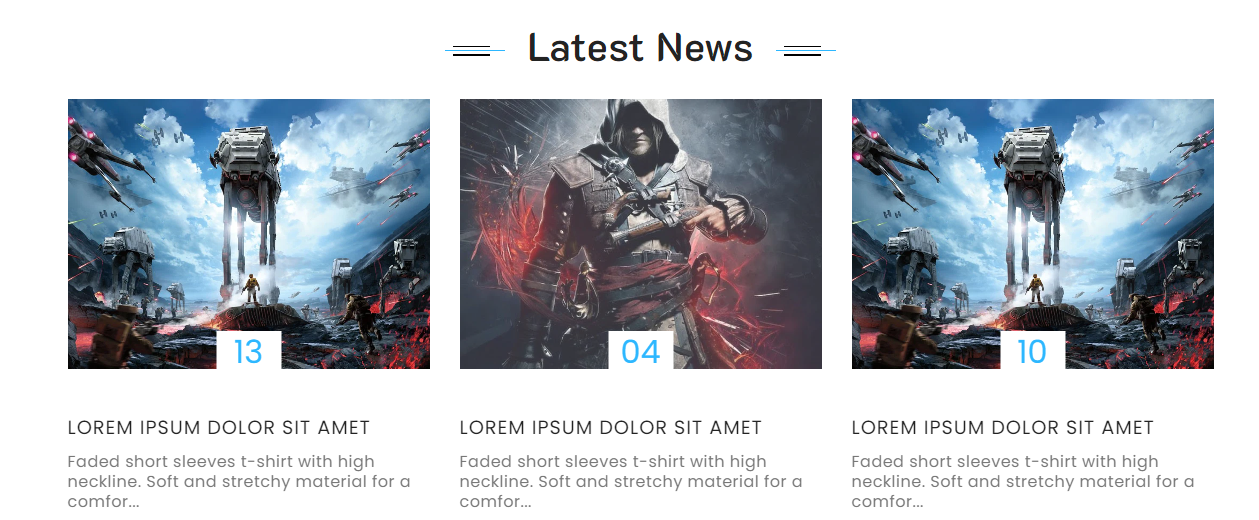 Latest News
13
04
10
LOREM IPSUM DOLOR SIT AMET
Faded short sleeves t-shirt with high
neckline. Soft and stretchy material for a
comfor...
LOREM IPSUM DOLOR SIT AMET
Faded short sleeves t-shirt with high
neckline. Soft and stretchy material for a
comfor...
LOREM IPSUM DOLOR SIT AMET
Faded short sleeves t-shirt with high
neckline. Soft and stretchy material for a
comfor...